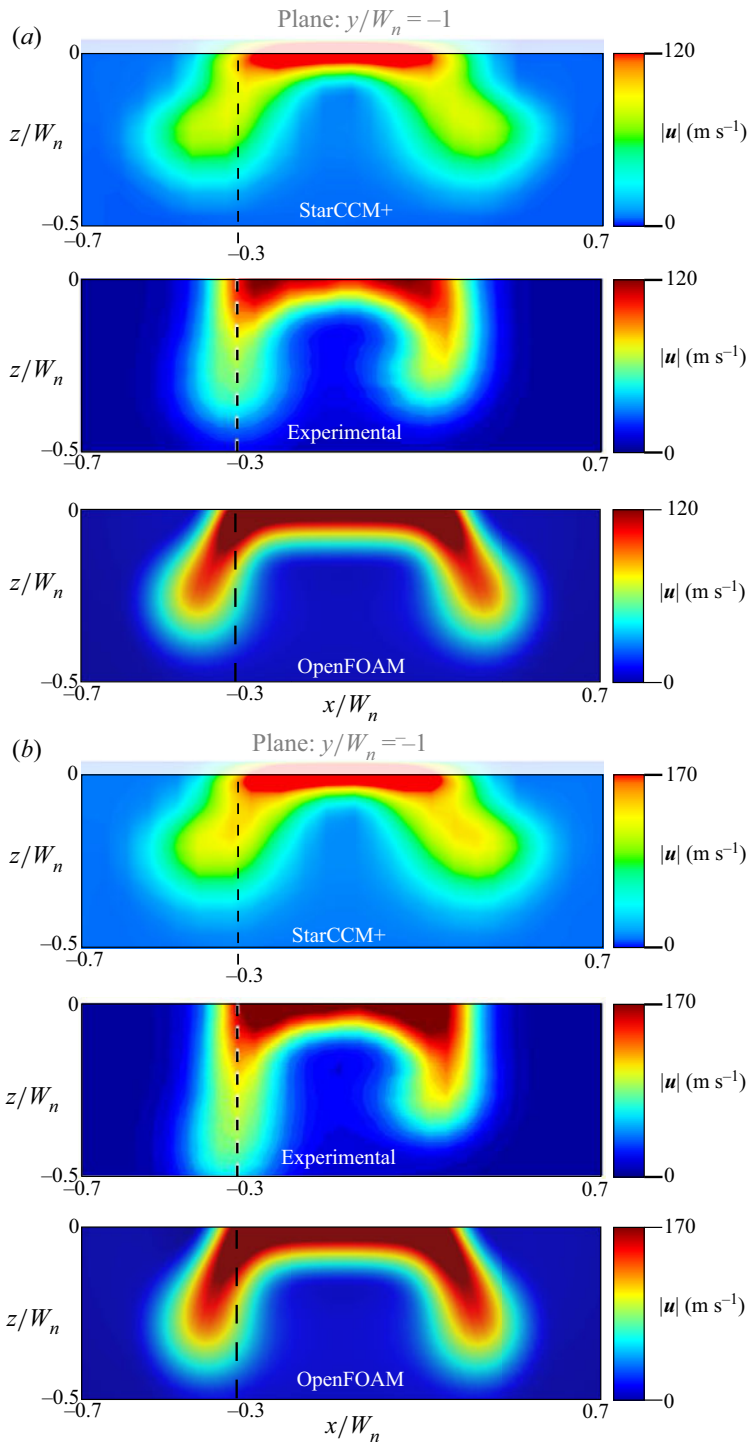 (a)
Plane: y/Wn = –1
0
z/Wn
–0.5
–0.7
–0.3
0.7
StarCCM+
120
|u| (m s–1)
0
0
z/Wn
–0.5
–0.7
–0.3
0.7
Experimental
120
|u| (m s–1)
0
0
z/Wn
–0.5
–0.7
–0.3
0.7
OpenFOAM
x/Wn
120
|u| (m s–1)
0
(b)
Plane: y/Wn = –1
0
z/Wn
–0.5
–0.7
–0.3
0.7
StarCCM+
170
|u| (m s–1)
0
0
z/Wn
–0.5
–0.7
–0.3
0.7
Experimental
170
|u| (m s–1)
0
0
z/Wn
–0.5
–0.7
–0.3
0.7
OpenFOAM
x/Wn
170
|u| (m s–1)
0